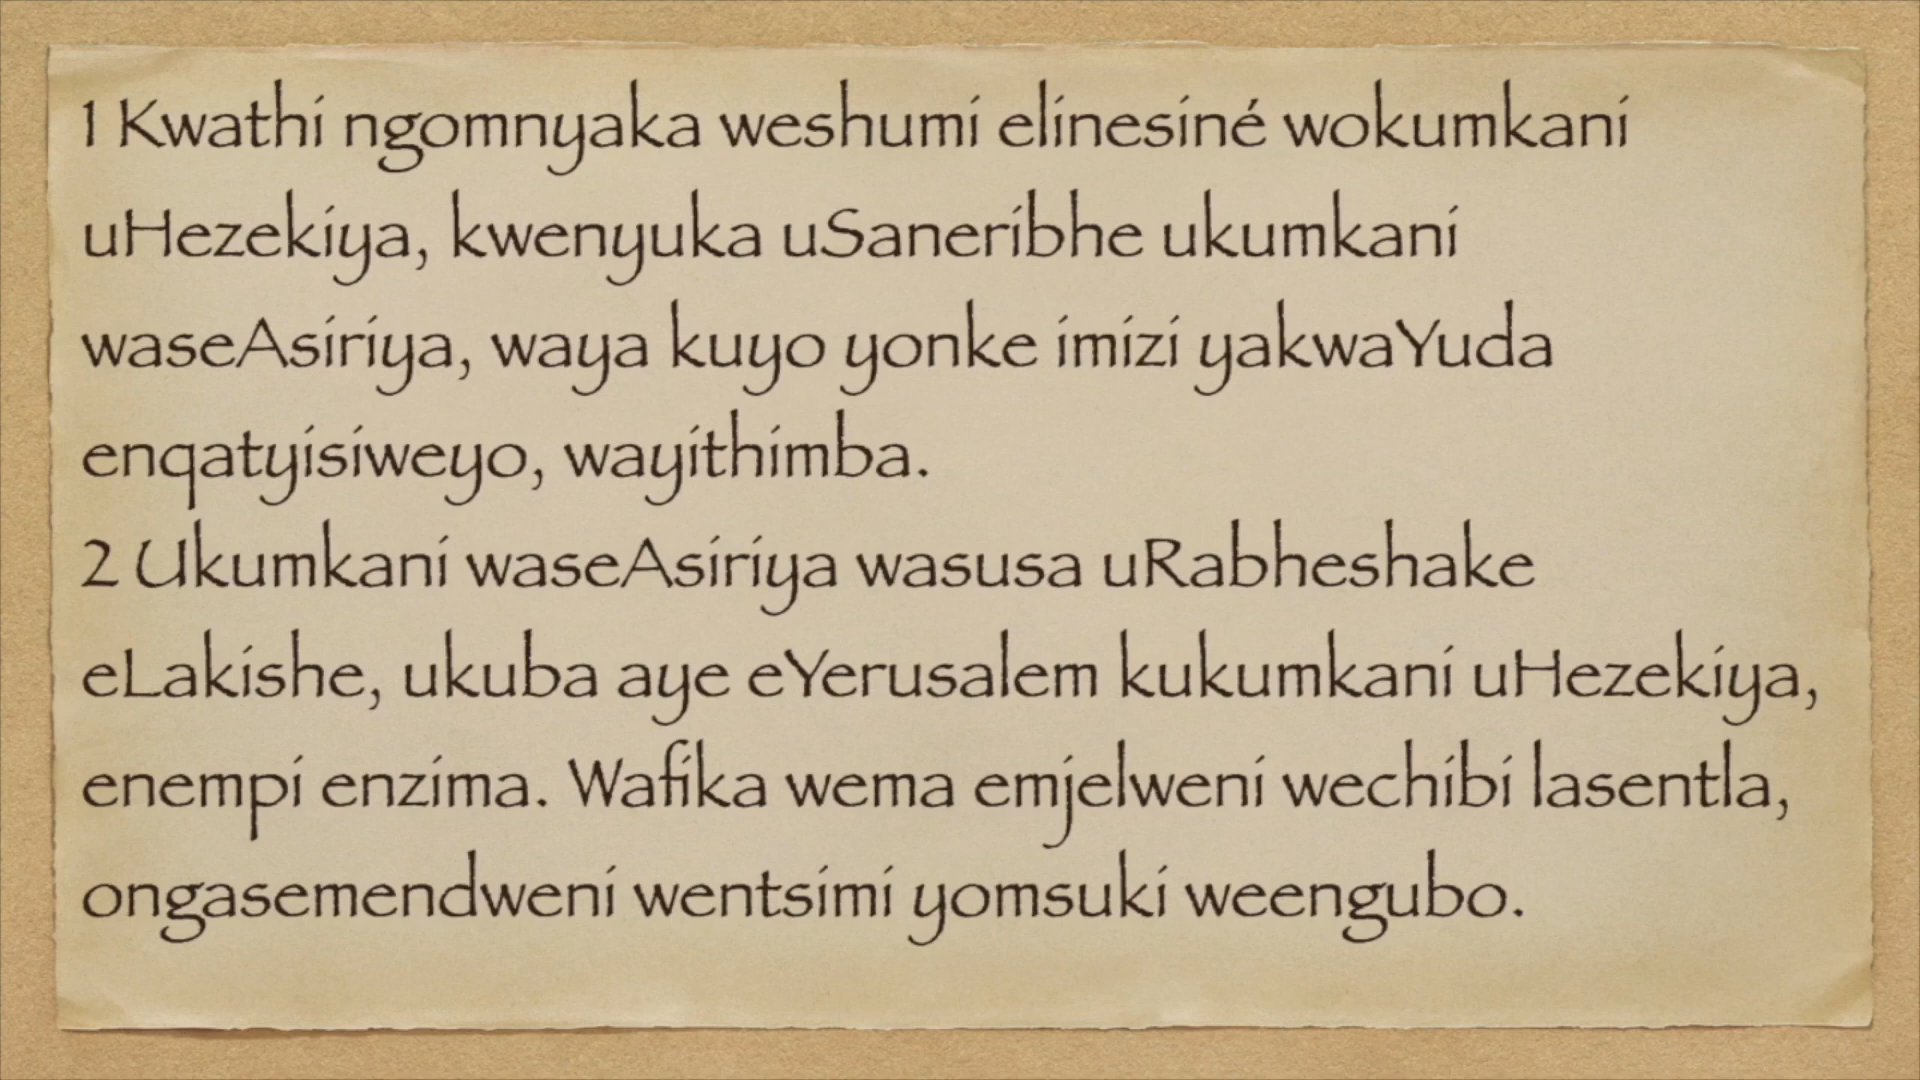 1 Kwathi ngomnyaka weshumi elinesiné wokumkani
uHezekiya, kwenyuka uSaneribhe ukumkani
waseAsiriya, waya kuyo yonke imizi yakwaYuda
enqatyisiweyo, wayithimba.
2 Ukumkani waseAsiriya wasusa uRabheshake
eLakishe, ukuba aye eYerusalem kukumkani uHezekiya,
enempi enzima. Wafika wema emjelweni wechibi lasentla,
ongasemendweni wentsimi yomsuki weengubo.